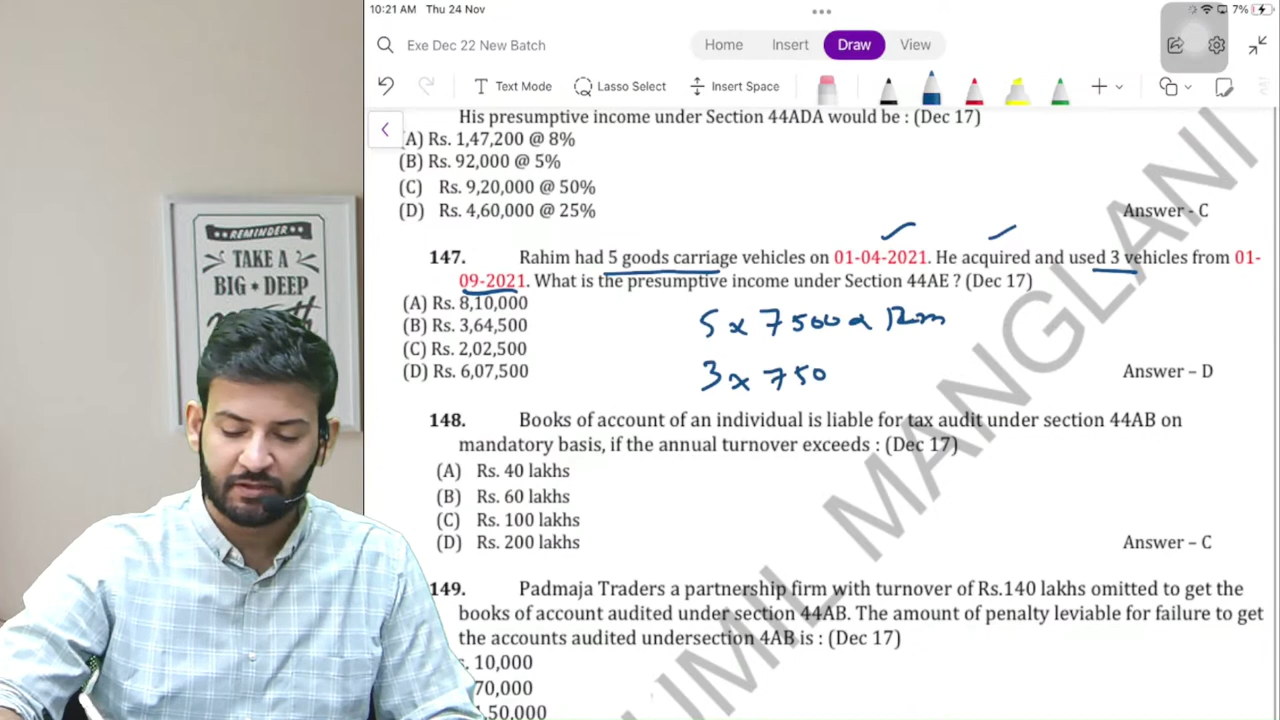 10:21 AM Thu 24 Nov
7%
Exe Dec 22 New Batch
Home Insert Draw View
Text Mode Lasso Select Insert Space
His presumptive income under Section 44ADA would be : (Dec 17)
(A) Rs. 1,47,200 @ 8%
(B) Rs. 92,000 @ 5%
(C) Rs. 9,20,000 @ 50%
(D) Rs. 4,60,000 @ 25%
Answer - C
147. Rahim had 5 goods carriage vehicles on 01-04-2021. He acquired and used 3 vehicles from 01-
09-2021. What is the presumptive income under Section 44AE ? (Dec 17)
(A) Rs. 8,10,000
(B) Rs. 3,64,500
(C) Rs. 2,02,500
(D) Rs. 6,07,500
Answer – D
5 x 7500 x 12m
3 x 750
148. Books of account of an individual is liable for tax audit under section 44AB on
mandatory basis, if the annual turnover exceeds : (Dec 17)
(A) Rs. 40 lakhs
(B) Rs. 60 lakhs
(C) Rs. 100 lakhs
(D) Rs. 200 lakhs
Answer – C
149. Padmaja Traders a partnership firm with turnover of Rs.140 lakhs omitted to get the
books of account audited under section 44AB. The amount of penalty leviable for failure to get
the accounts audited undersection 4AB is : (Dec 17)
s. 10,000
70,000
1,50,000
UMIL MANGLANI
REMINDER
TAKE A
BIG • DEEP